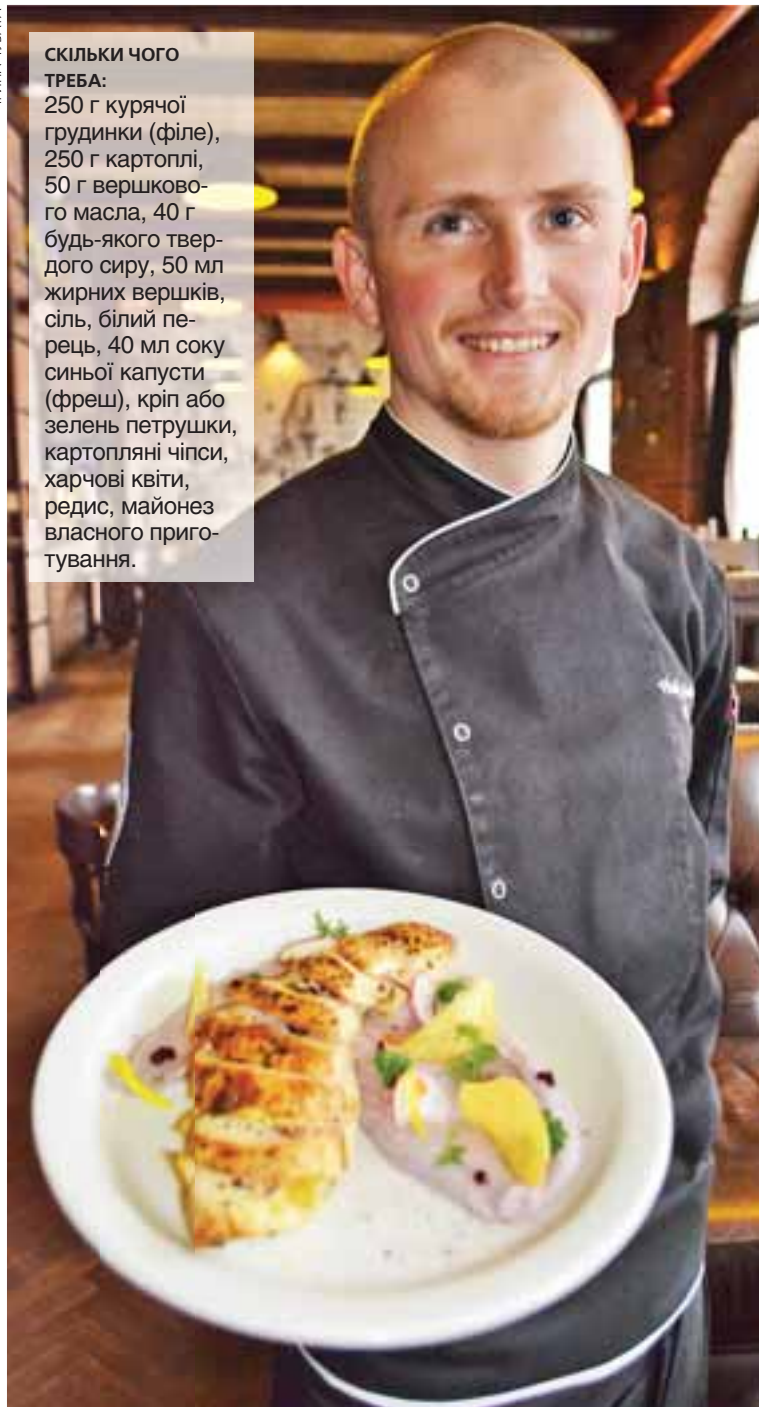 СКІЛЬКИ ЧОГО
ТРЕБА:
250 г курячої
грудинки (філе),
250 г картоплі,
50 г вершково-
го масла, 40 г
будь-якого твер-
дого сиру, 50 мл
жирних вершків,
сіль, білий пе-
рець, 40 мл соку
синьої капусти
(фреш), кріп або
зелень петрушки,
картопляні чіпси,
харчові квіти,
редис, майонез
власного приго-
тування.